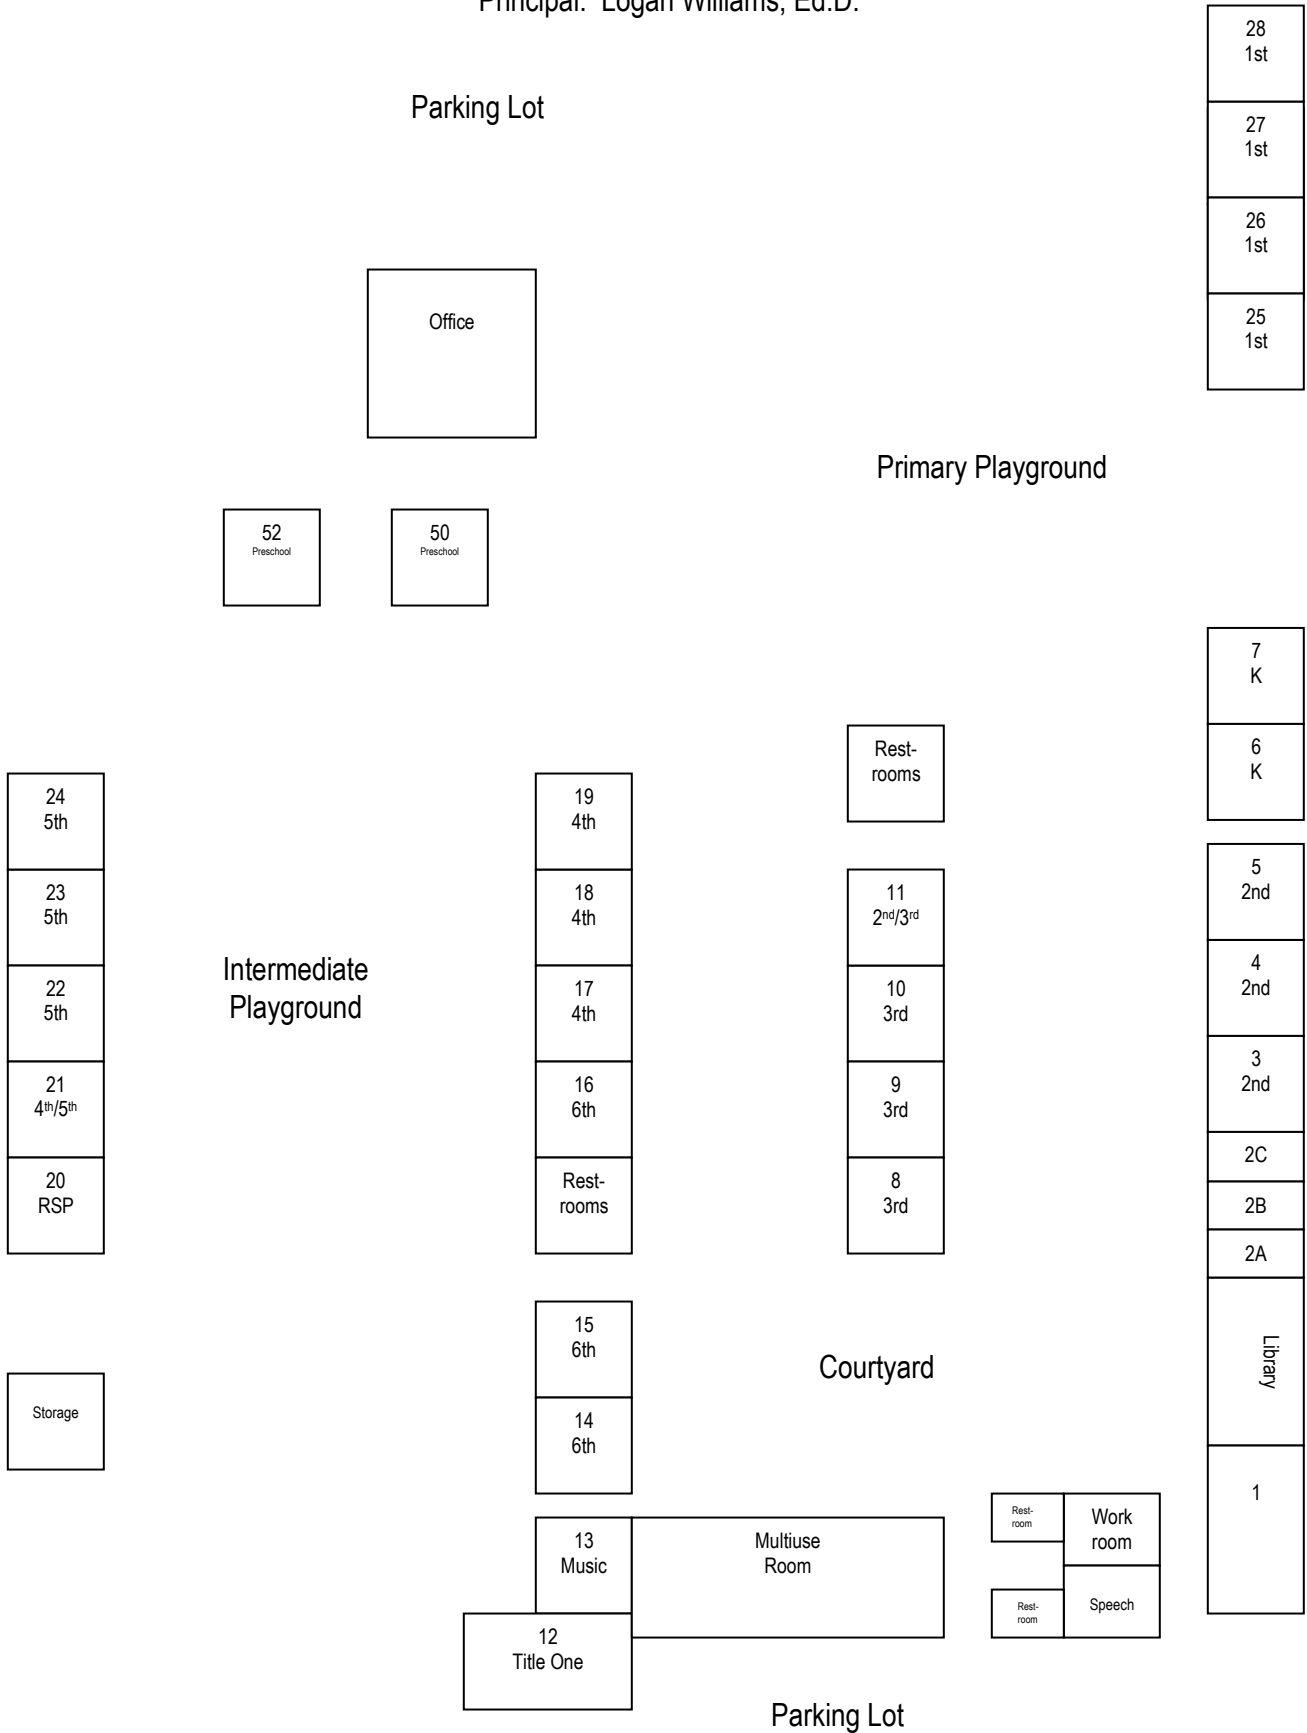 Principal: Logan Williams, Ed.D.
28
1st
Parking Lot
27
1st
26
1st
Office
25
1st
Primary Playground
52
Preschool
50
Preschool
7
K
Rest-
rooms
6
K
24
5th
19
4th
5
2nd
23
5th
18
4th
11
2nd/3rd
Intermediate
Playground
4
2nd
22
5th
17
4th
10
3rd
3
2nd
21
4th/5th
16
6th
9
3rd
2C
20
RSP
Rest-
rooms
8
3rd
2B
2A
15
6th
Courtyard
Library
Storage
14
6th
1
Rest-
room
Work
room
13
Music
Multiuse
Room
Rest-
room
Speech
12
Title One
Parking Lot